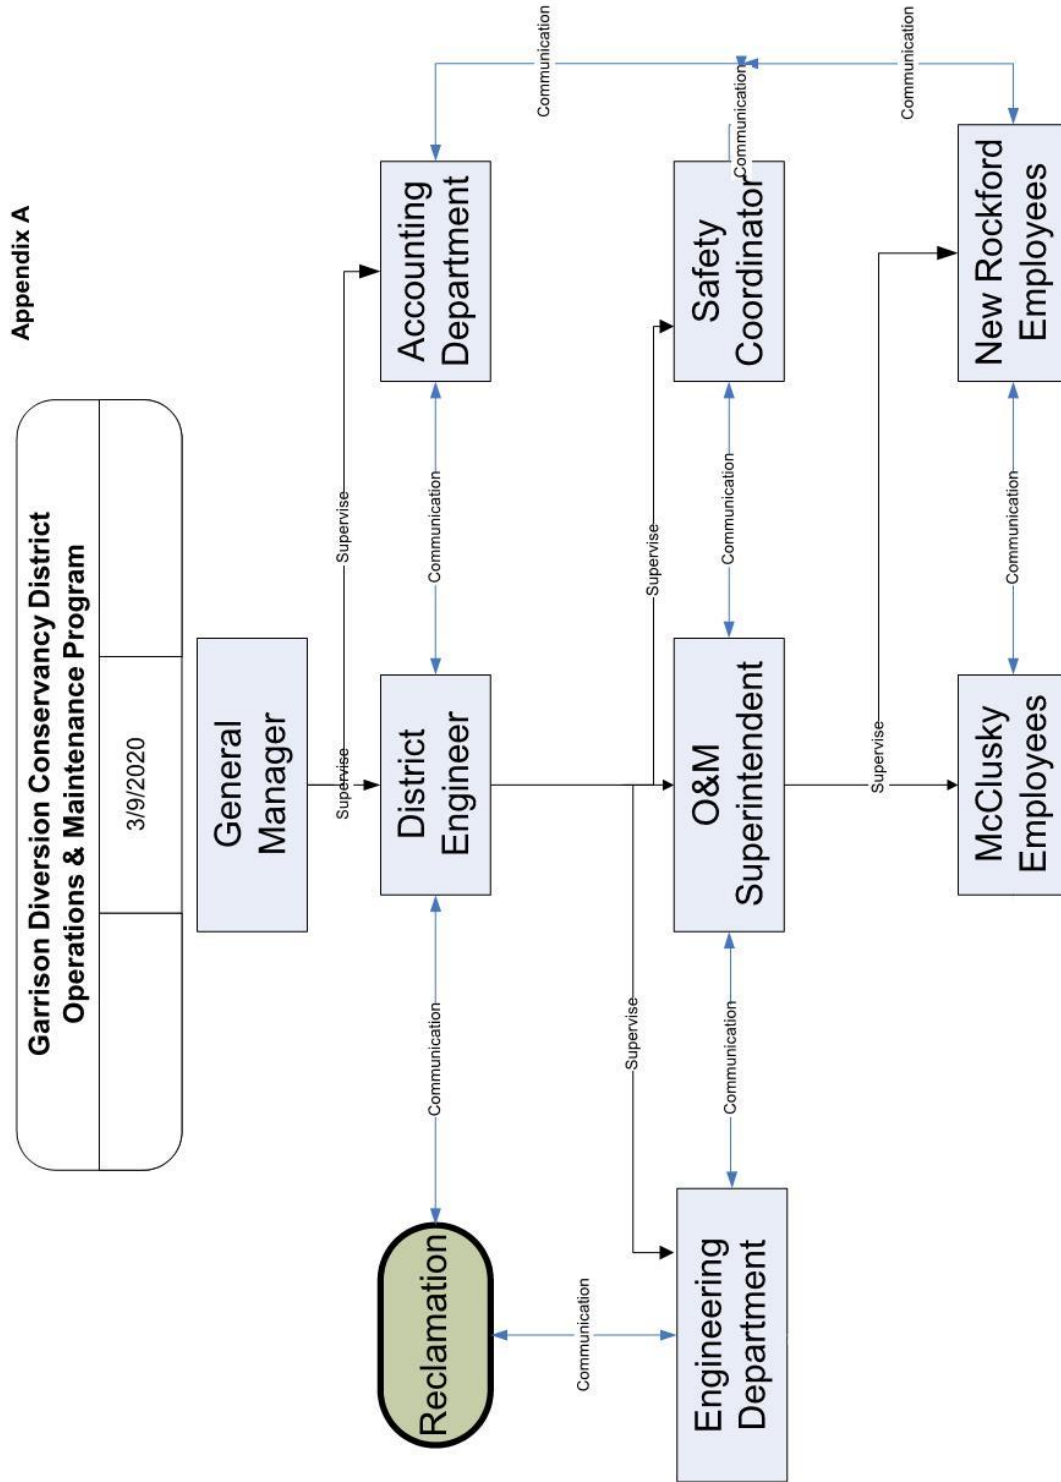 Appendix A
Garrison Diversion Conservancy District
Operations & Maintenance Program
3/9/2020
General
Manager
Supervise
Supervise
Reclamation
Communication
District
Engineer
Communication
Accounting
Department
Communication
Communication
Supervise
Supervise
Engineering
Department
Communication
O&M
Superintendent
Communication
Safety
Coordinator
Communication
Communication
Supervise
McClusky
Employees
Communication
New Rockford
Employees